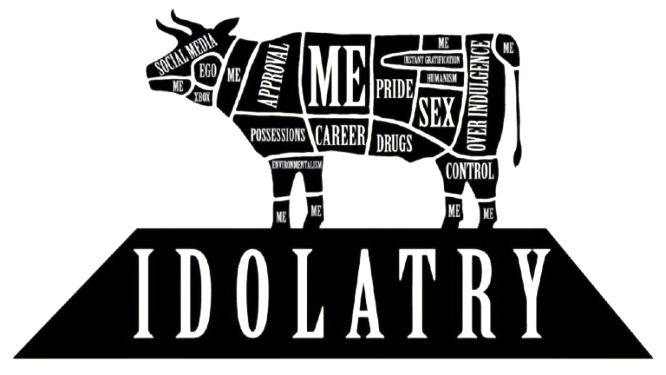 SOCIAL MEDIA
ME
EGO
XBOX
ME
APPROVAL
ME
PRIDE
ME
INSTANT GRATIFICATION
HUMANISM
SEX
OVER INDULGENCE
ME
POSSESSIONS
CAREER
DRUGS
ENVIRONMENTALISM
CONTROL
ME
ME
ME
ME
IDOLATRY